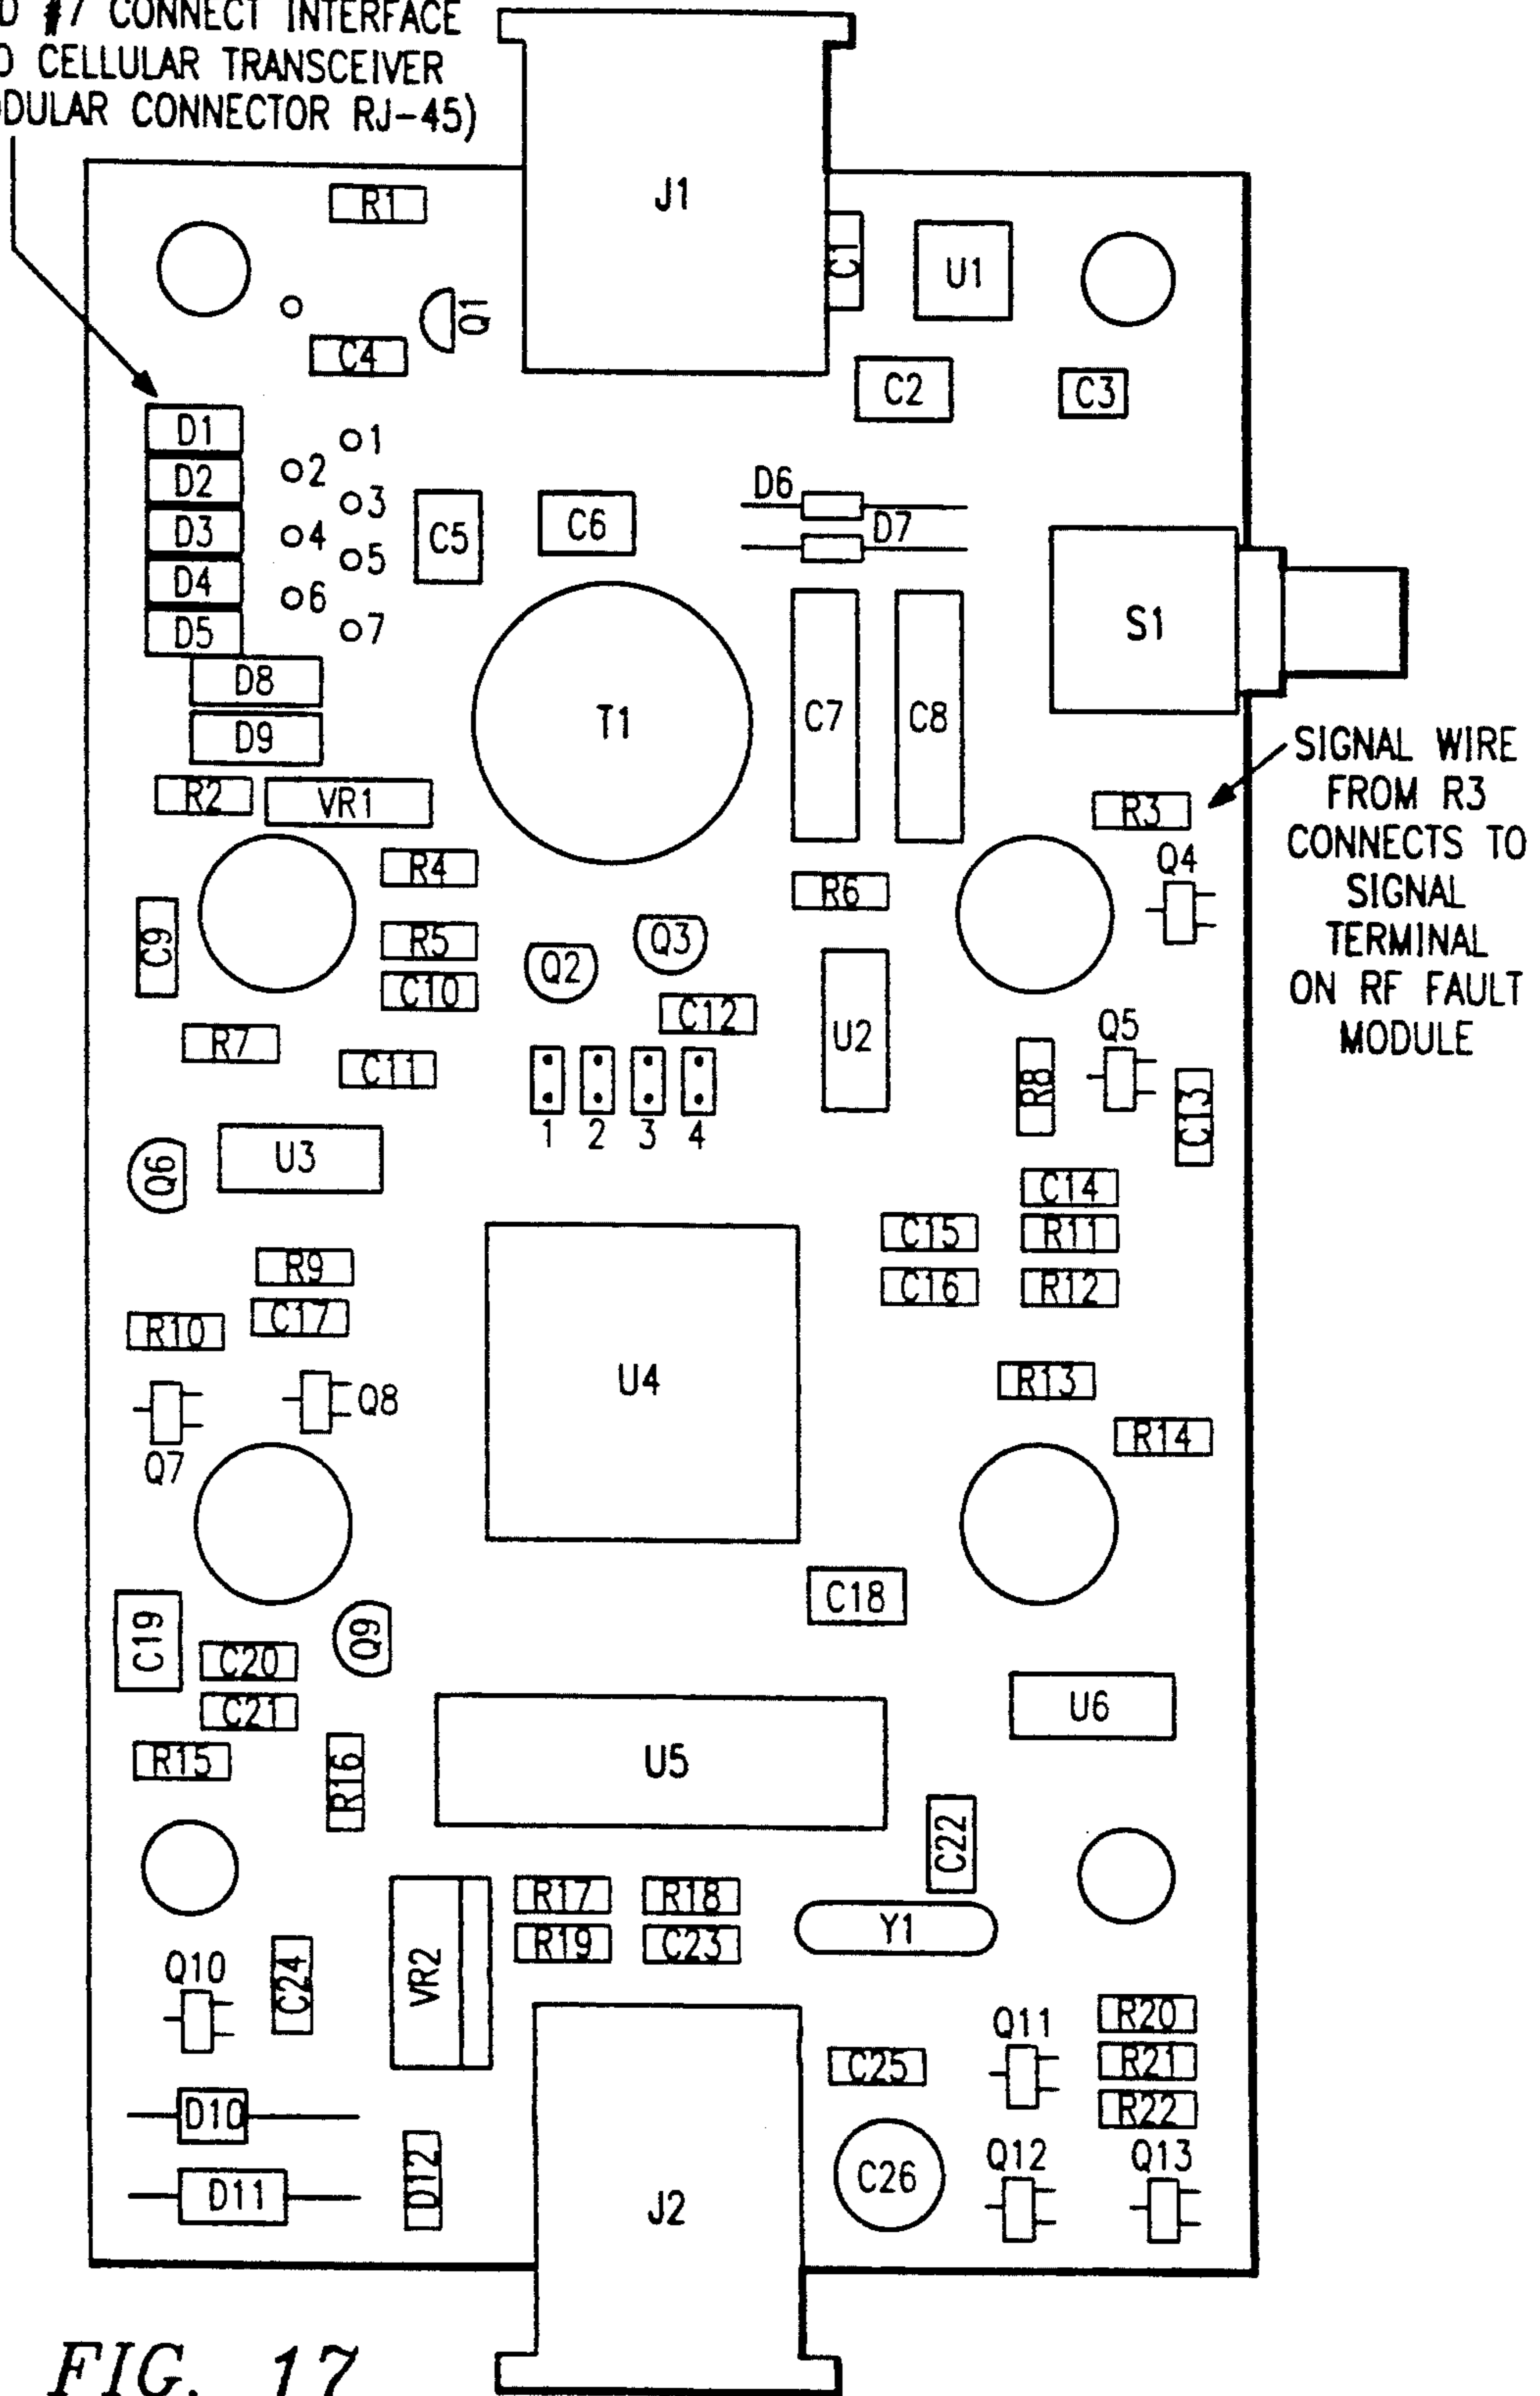 #7 CONNECT INTERFACE
CELLULAR TRANSCEIVER
CONNECTOR RJ-45)
J1
R1
C1
U1
Q1
C4
C2
C3
D1
1
2
D2
3
D6
D3
4
C5
C6
D7
5
D4
6
S1
D5
7
D8
T1
C7
C8
D9
SIGNAL WIRE
FROM R3
CONNECTS TO
SIGNAL
TERMINAL
ON RF FAULT
MODULE
R2
VR1
R3
R4
Q4
R6
C9
R5
Q3
Q2
C10
C12
U2
R7
C11
Q5
R8
C13
1 2 3 4
U3
Q6
C14
C15
R11
R9
C16
R12
C17
R10
U4
R13
Q8
R14
Q7
C18
C19
Q9
C20
C21
U6
R15
R16
U5
C22
R17
R18
Y1
R19
C23
Q10
C24
VR2
Q11
R20
C25
R21
D10
R22
D12
Q12
Q13
C26
D11
J2
FIG. 17